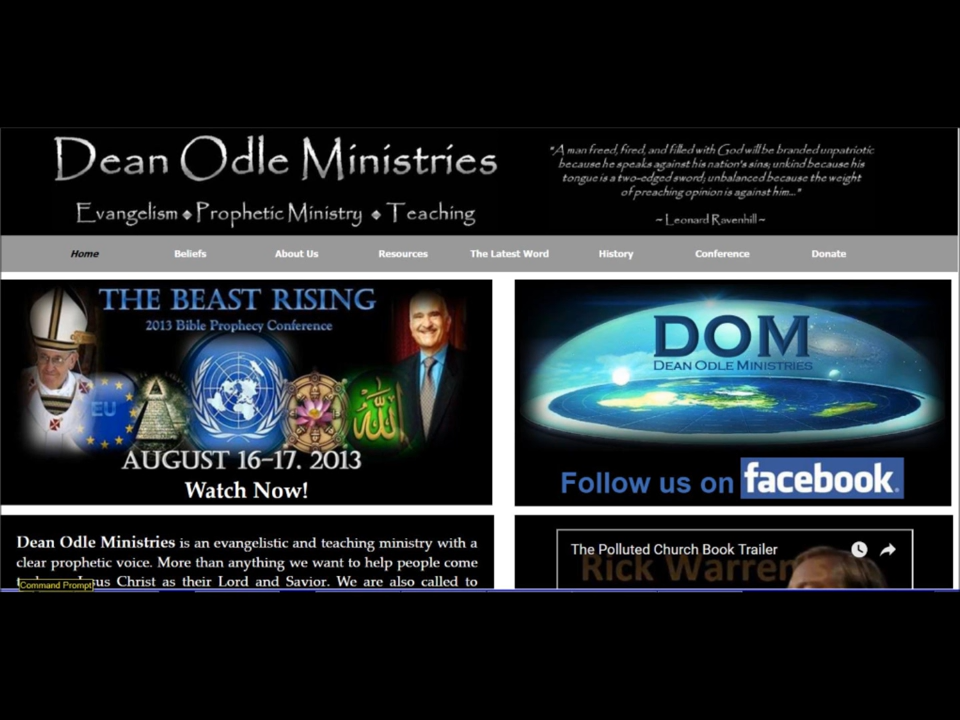 Dean Odle Ministries
Evangelism ◆ Prophetic Ministry ◆ Teaching
"A man freed, fired, and filled with God will be branded unpatriotic
because he speaks against his nation's sins; unkind because his
tongue is a two-edged sword; unbalanced because the weight
of preaching opinion is against him..."
~ Leonard Ravenhill ~
Home Beliefs About Us Resources The Latest Word History Conference Donate
THE BEAST RISING
2013 Bible Prophecy Conference
EU
الله
AUGUST 16-17, 2013
Watch Now!
DOM
DEAN ODLE MINISTRIES
Follow us on facebook.
Dean Odle Ministries is an evangelistic and teaching ministry with a
clear prophetic voice. More than anything we want to help people come
Jesus Christ as their Lord and Savior. We are also called to
Command Prompt
The Polluted Church Book Trailer
Rick Warren's